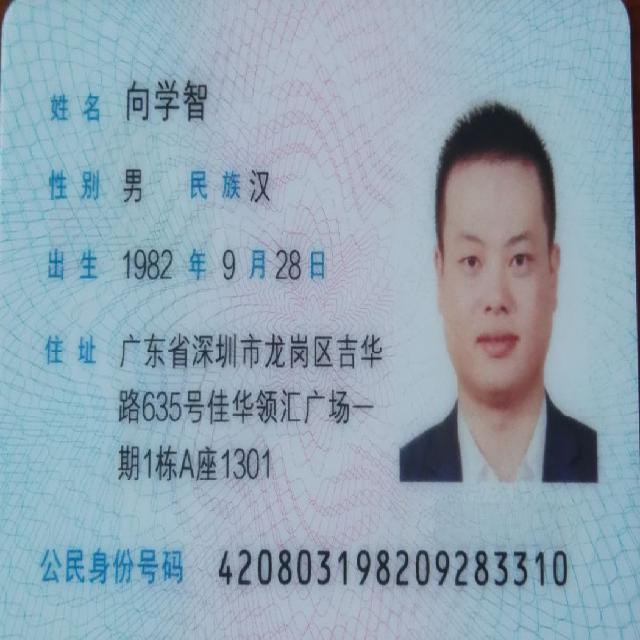 姓名 向学智
性别 男 民族 汉
出生 1982 年 9 月 28 日
住址 广东省深圳市龙岗区吉华
路635号佳华领汇广场一
期1栋A座1301
公民身份号码 420803198209283310